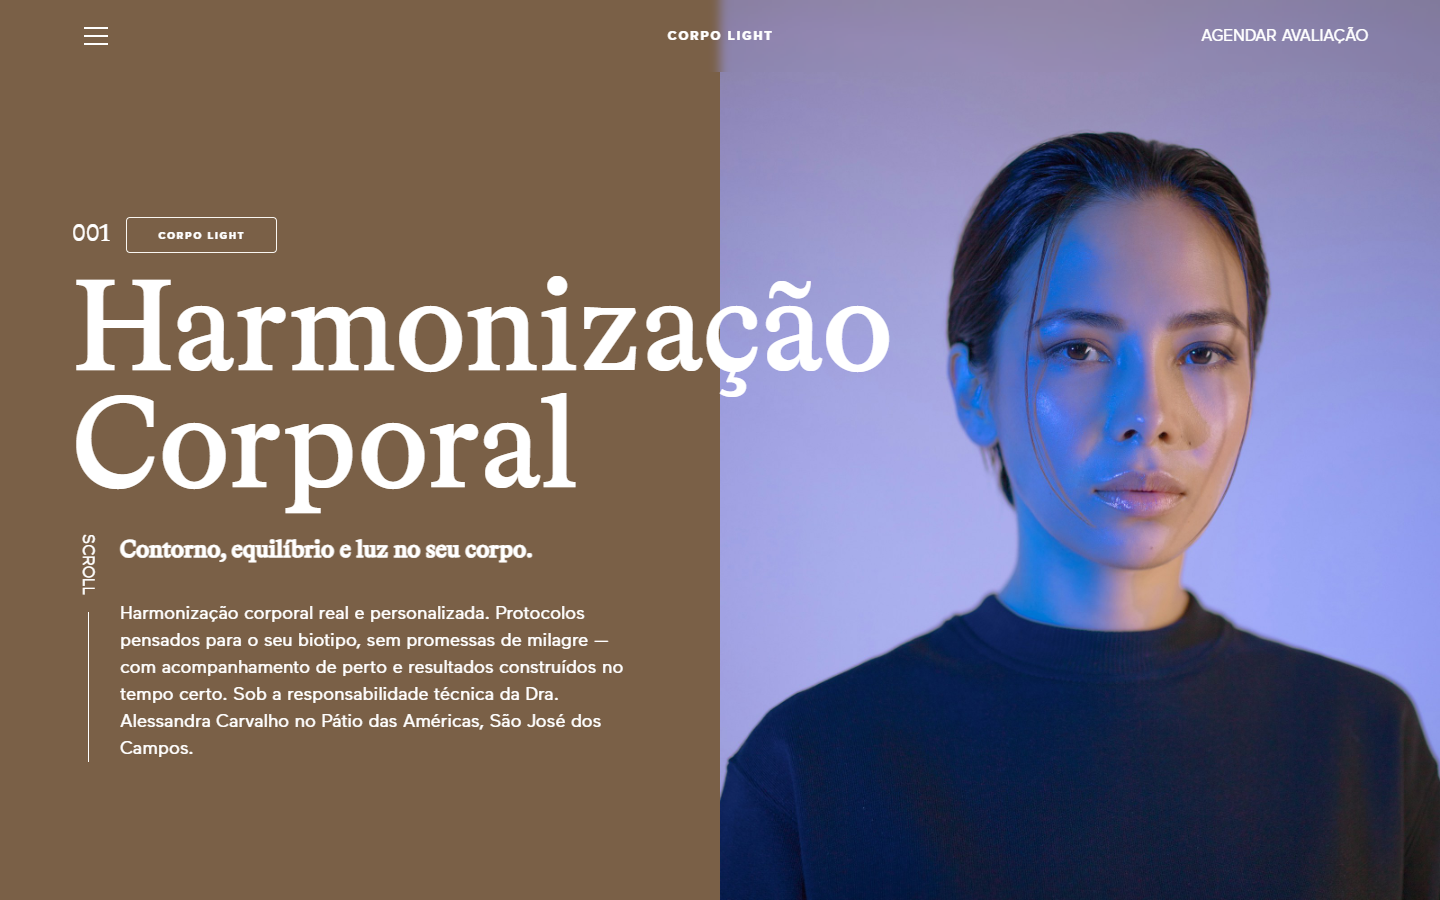 CORPO LIGHT
AGENDAR AVALIAÇÃO
001
CORPO LIGHT
Harmonização
Corporal
SCROLL
Contorno, equilíbrio e luz no seu corpo.
Harmonização corporal real e personalizada. Protocolos
pensados para o seu biotipo, sem promessas de milagre —
com acompanhamento de perto e resultados construídos no
tempo certo. Sob a responsabilidade técnica da Dra.
Alessandra Carvalho no Pátio das Américas, São José dos
Campos.